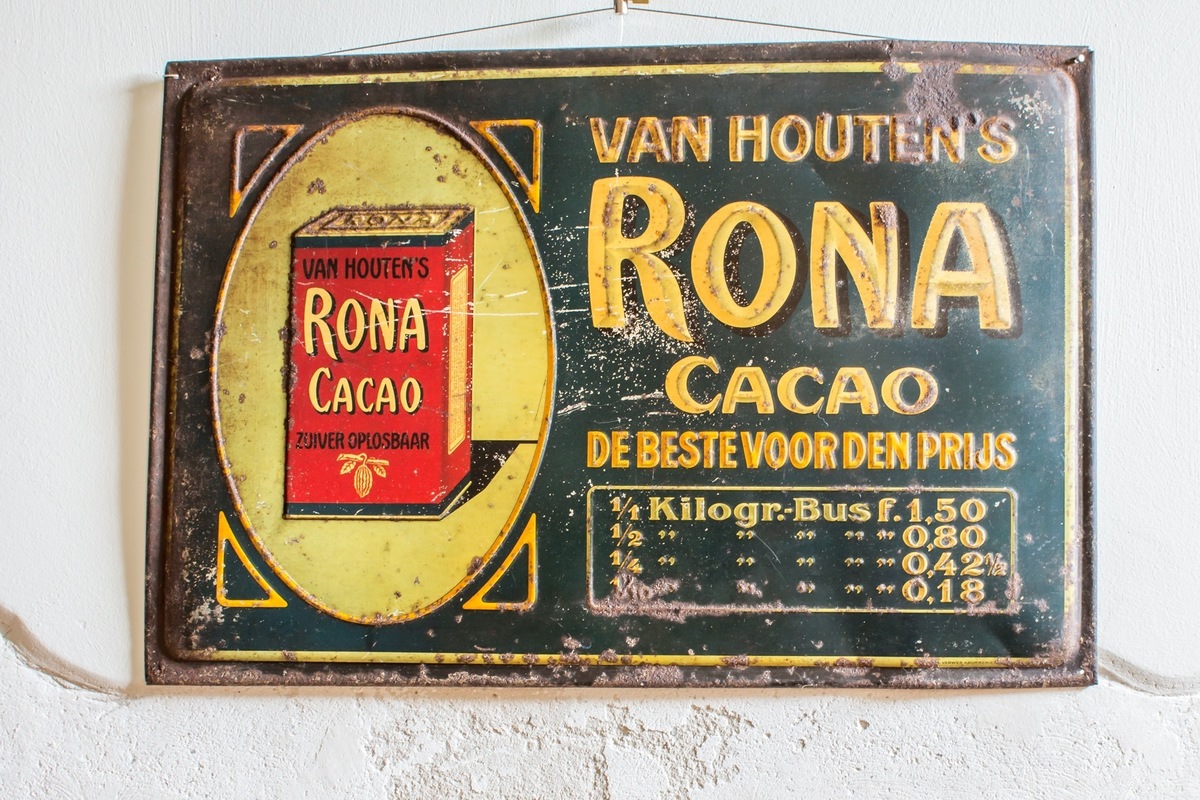 RONA
VAN HOUTEN'S
RONA
CACAO
ZUIVER OPLOSBAAR
VAN HOUTEN'S
RONA
CACAO
DE BESTE VOOR DEN PRIJS
1/1 Kilogr.-Bus f. 1,50
1/2 " " " " " 0,80
1/4 " " " " " 0,42½
" " " " " 0,18